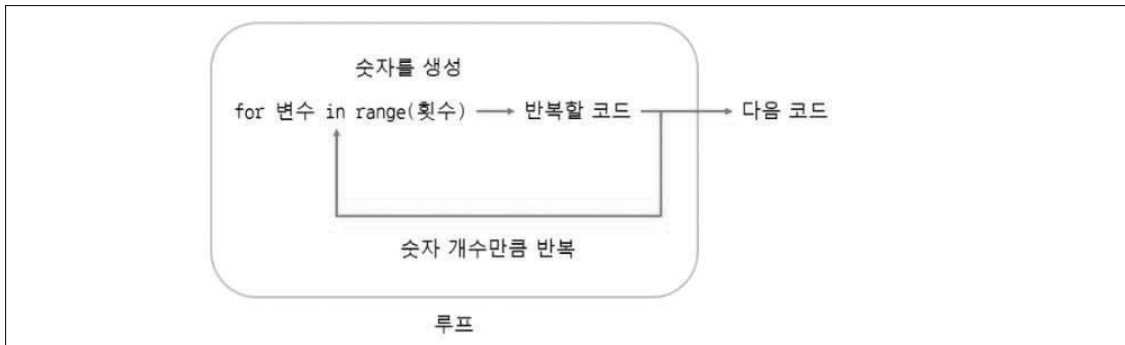 숫자를 생성
for 변수 in range(횟수) 반복할 코드 다음 코드
숫자 개수만큼 반복
루프